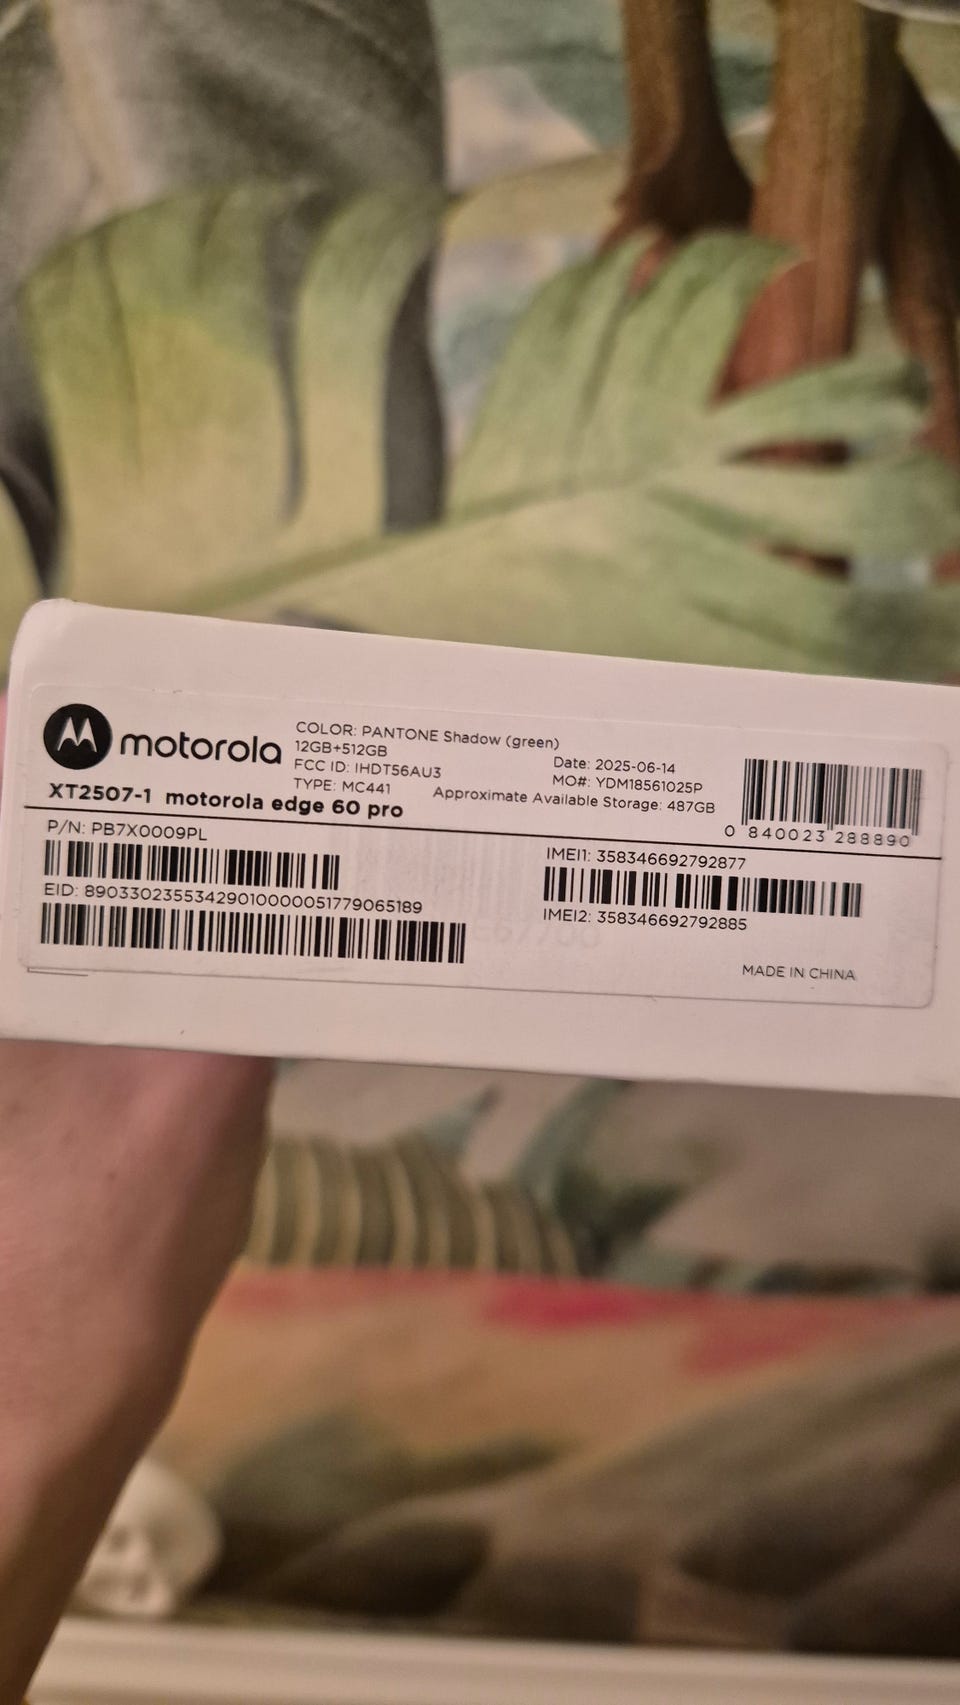 motorola
COLOR: PANTONE Shadow (green)
12GB+512GB
FCC ID: IHDT56AU3
TYPE: MC441
Date: 2025-06-14
MO#: YDM18561025P
Approximate Available Storage: 487GB
XT2507-1 motorola edge 60 pro
0 840023 288890
P/N: PB7X0009PL
EID: 89033023553429010000051779065189
IMEI1: 358346692792877
IMEI2: 358346692792885
MADE IN CHINA